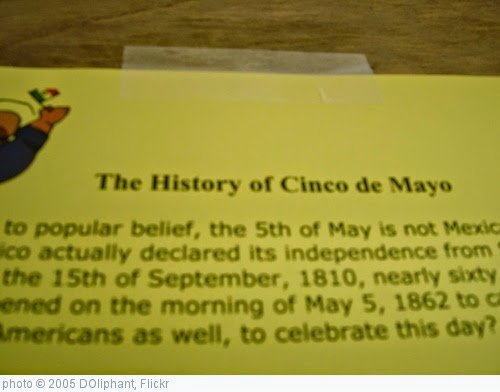 The History of Cinco de Mayo
to popular belief, the 5th of May is not Mexic
ico actually declared its independence from
the 15th of September, 1810, nearly sixty
ened on the morning of May 5, 1862 to
Americans as well, to celebrate this day?
photo © 2005 DOliphant, Flickr